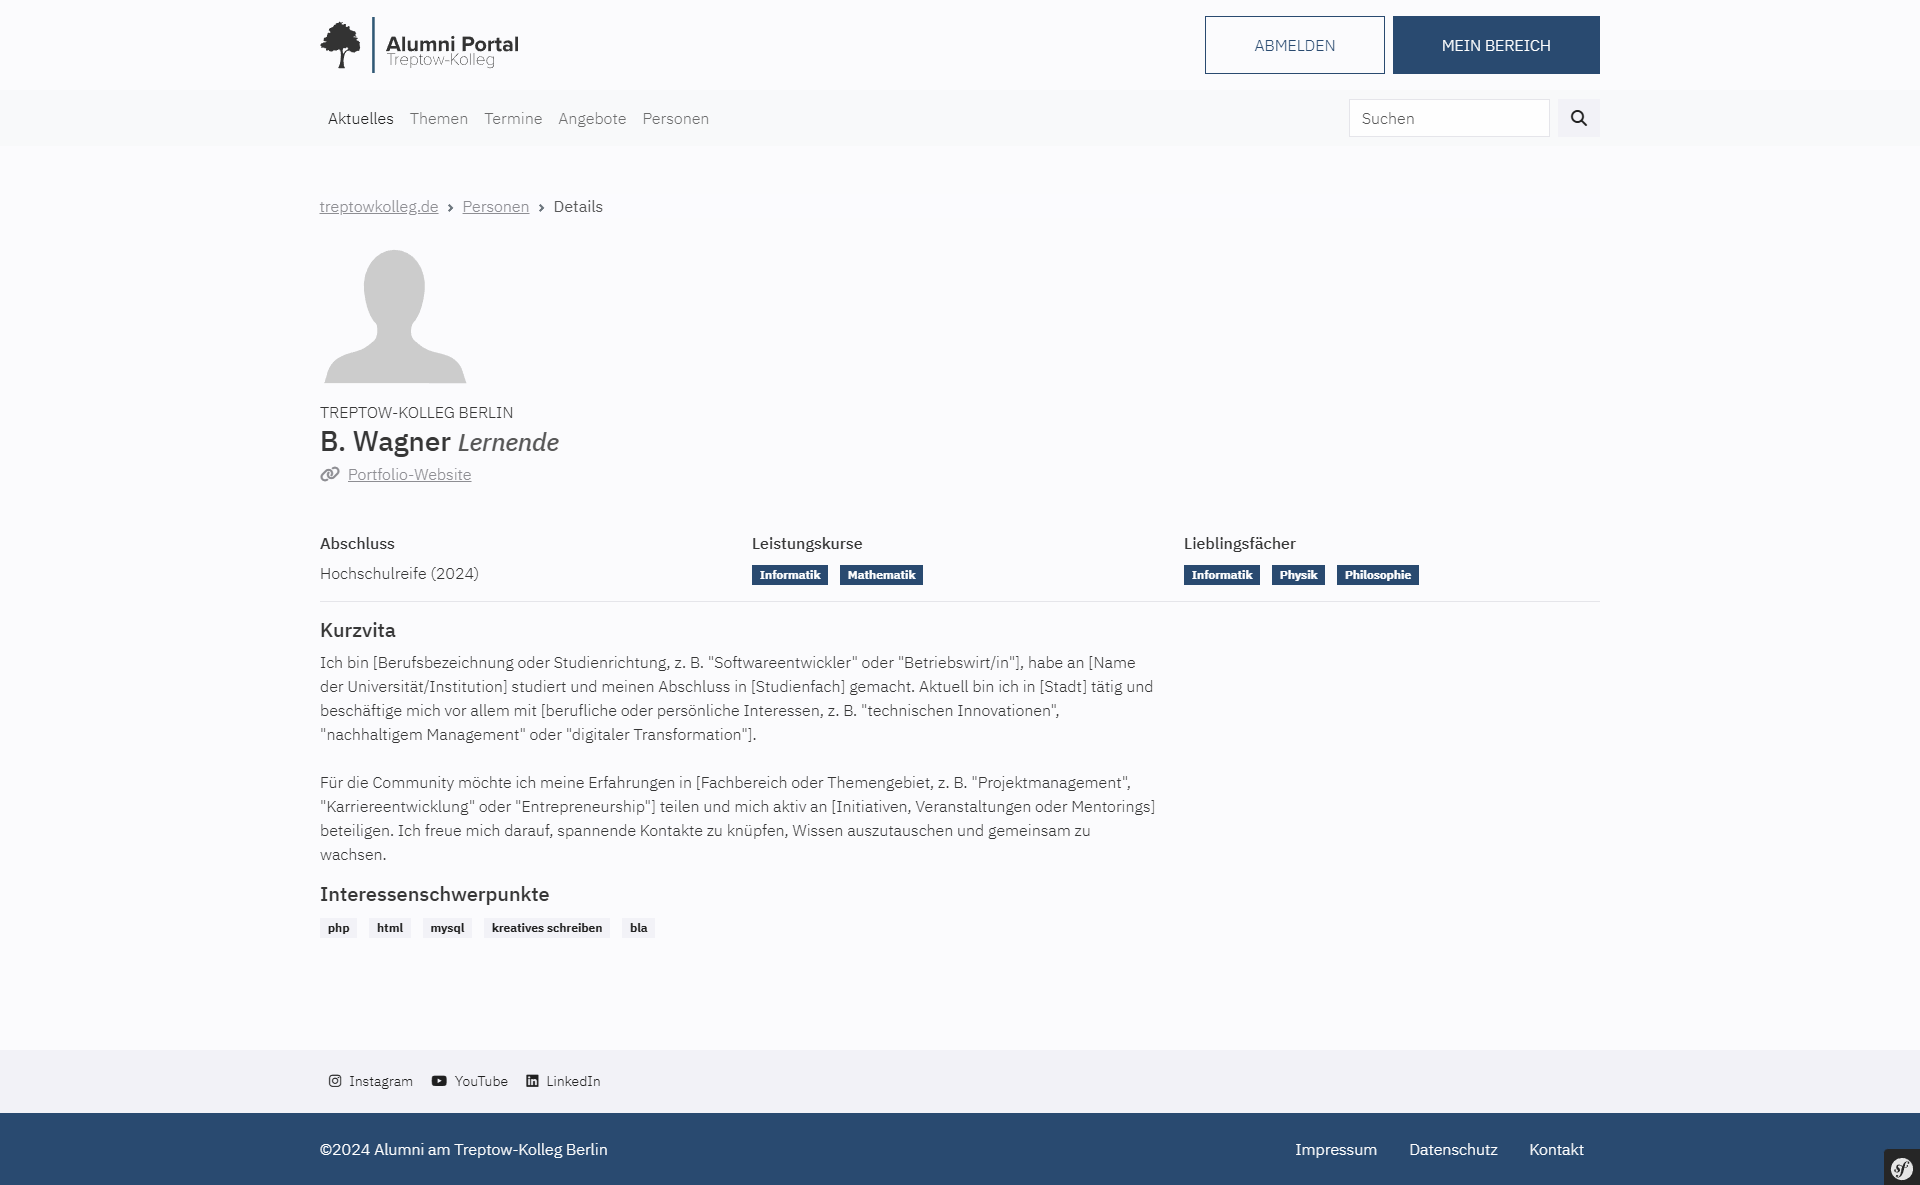 Alumni Portal
Treptow-Kolleg
ABMELDEN
MEIN BEREICH
Aktuelles Themen Termine Angebote Personen
Suchen
treptowkolleg.de › Personen › Details
TREPTOW-KOLLEG BERLIN
B. Wagner Lernende
Portfolio-Website
Abschluss
Hochschulreife (2024)
Leistungskurse
Informatik Mathematik
Lieblingsfächer
Informatik Physik Philosophie
Kurzvita
Ich bin [Berufsbezeichnung oder Studienrichtung, z. B. "Softwareentwickler" oder "Betriebswirt/in"], habe an [Name
der Universität/Institution] studiert und meinen Abschluss in [Studienfach] gemacht. Aktuell bin ich in [Stadt] tätig und
beschäftige mich vor allem mit [berufliche oder persönliche Interessen, z. B. "technischen Innovationen",
"nachhaltigem Management" oder "digitaler Transformation"].
Für die Community möchte ich meine Erfahrungen in [Fachbereich oder Themengebiet, z. B. "Projektmanagement",
"Karriereentwicklung" oder "Entrepreneurship"] teilen und mich aktiv an [Initiativen, Veranstaltungen oder Mentorings]
beteiligen. Ich freue mich darauf, spannende Kontakte zu knüpfen, Wissen auszutauschen und gemeinsam zu
wachsen.
Interessenschwerpunkte
php html mysql kreatives schreiben bla
Instagram YouTube LinkedIn
©2024 Alumni am Treptow-Kolleg Berlin
Impressum Datenschutz Kontakt
sf